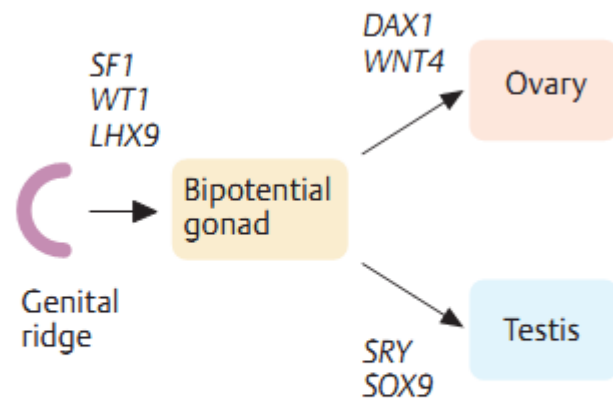 SF1
WT1
LHX9
Genital
ridge
Bipotential
gonad
DAX1
WNT4
Ovary
SRY
SOX9
Testis